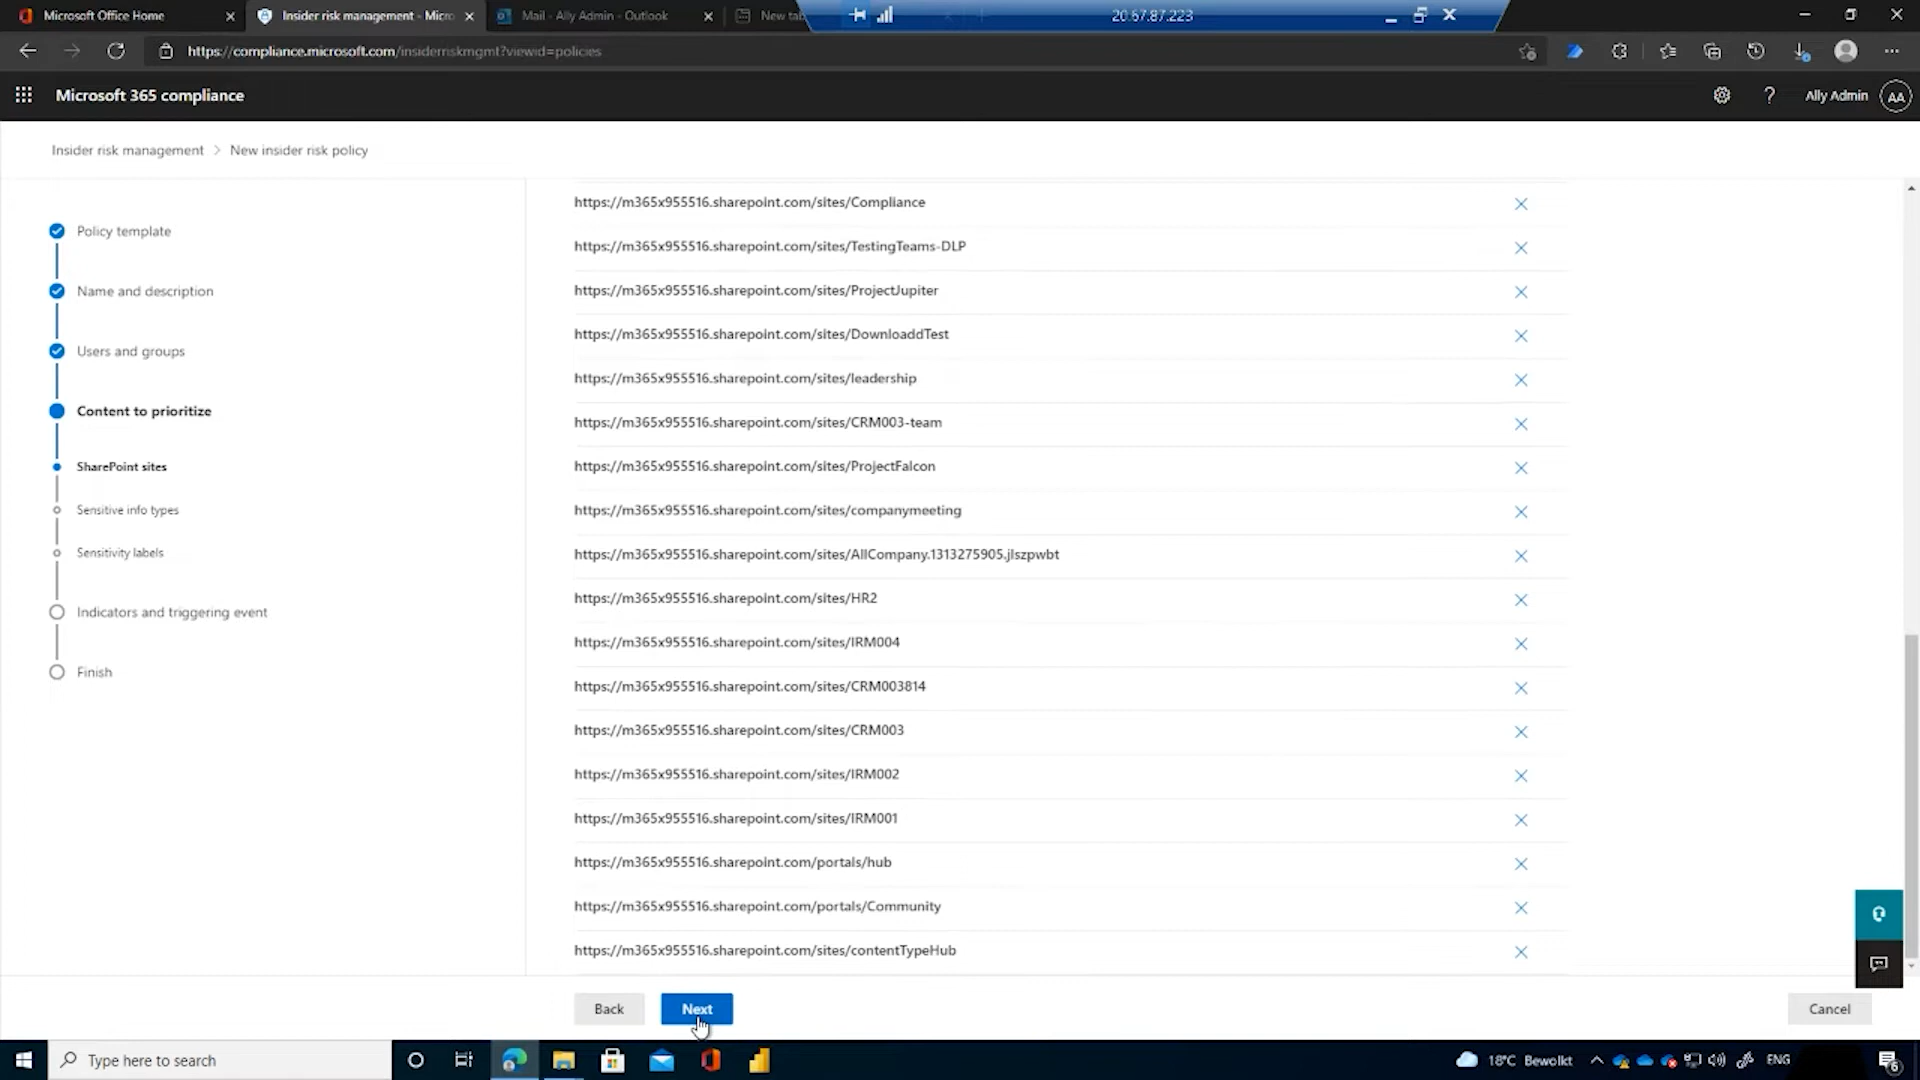 Microsoft Office Home
Insider risk management - Micro
Mail - Ally Admin - Outlook
New tab
20.67.87.223
https://compliance.microsoft.com/insiderriskmgmt?viewid=policies
Microsoft 365 compliance
Ally Admin
AA
Insider risk management > New insider risk policy
Policy template
Name and description
Users and groups
Content to prioritize
SharePoint sites
Sensitive info types
Sensitivity labels
Indicators and triggering event
Finish
https://m365x955516.sharepoint.com/sites/Compliance
https://m365x955516.sharepoint.com/sites/TestingTeams-DLP
https://m365x955516.sharepoint.com/sites/ProjectJupiter
https://m365x955516.sharepoint.com/sites/DownloaddTest
https://m365x955516.sharepoint.com/sites/leadership
https://m365x955516.sharepoint.com/sites/CRM003-team
https://m365x955516.sharepoint.com/sites/ProjectFalcon
https://m365x955516.sharepoint.com/sites/companymeeting
https://m365x955516.sharepoint.com/sites/AllCompany.1313275905.jlszpwbt
https://m365x955516.sharepoint.com/sites/HR2
https://m365x955516.sharepoint.com/sites/IRM004
https://m365x955516.sharepoint.com/sites/CRM003814
https://m365x955516.sharepoint.com/sites/CRM003
https://m365x955516.sharepoint.com/sites/IRM002
https://m365x955516.sharepoint.com/sites/IRM001
https://m365x955516.sharepoint.com/portals/hub
https://m365x955516.sharepoint.com/portals/Community
https://m365x955516.sharepoint.com/sites/contentTypeHub
Back
Next
Cancel
Type here to search
18°C Bewolkt
ENG
6